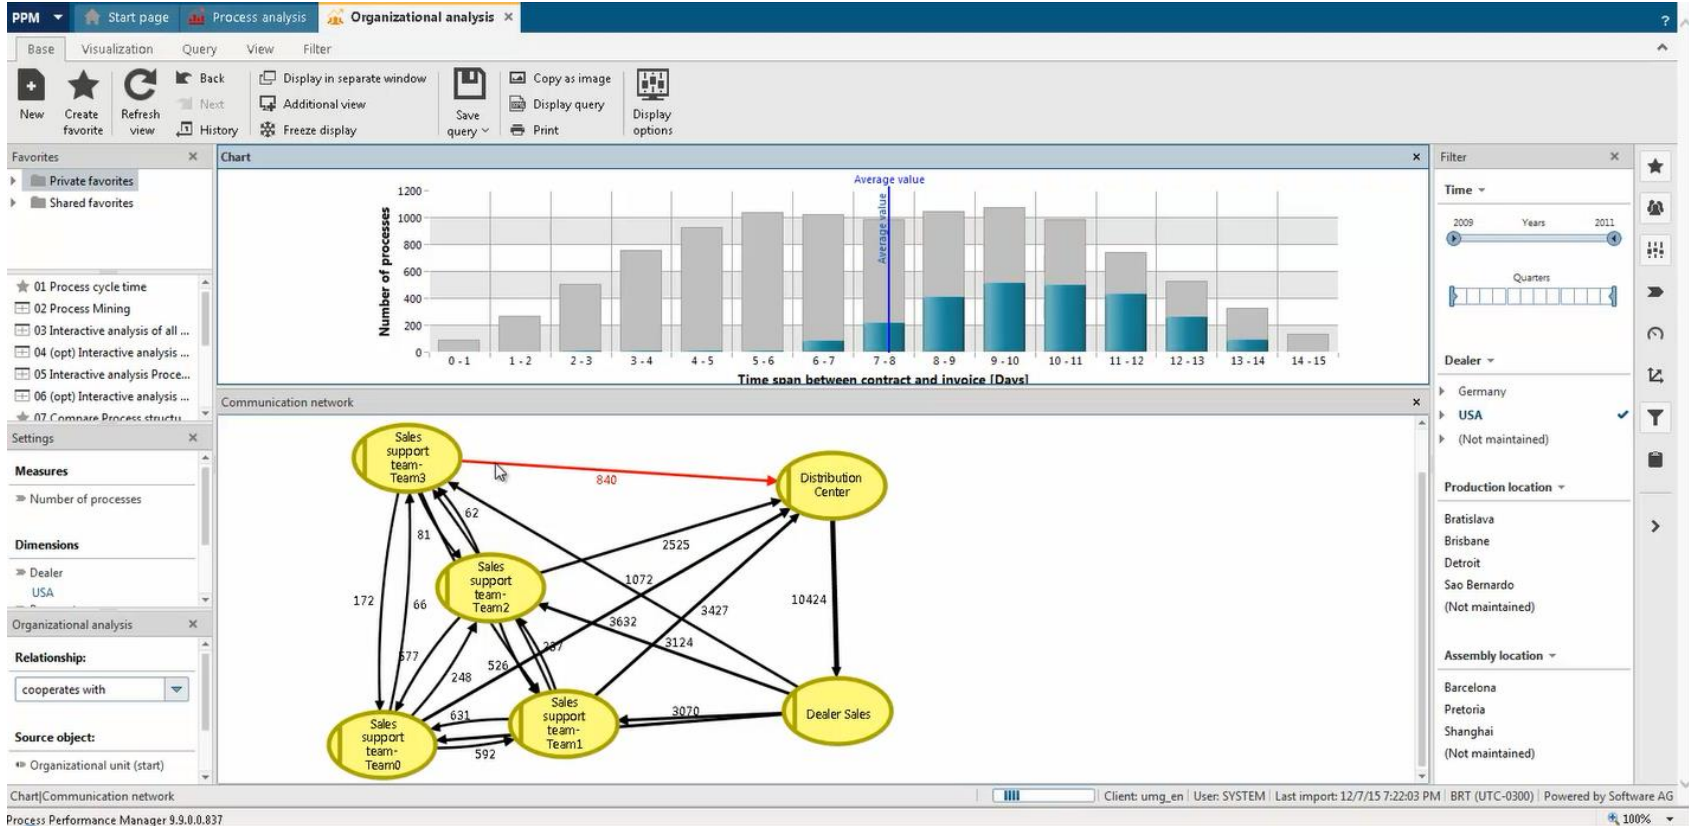 PPM Start page Process analysis Organizational analysis × ?
Base Visualization Query View Filter
New
Create
favorite
Refresh
view
Back
Next
History
Display in separate window
Additional view
Freeze display
Save
query
Copy as image
Display query
Print
Display
options
Favorites
Private favorites
Shared favorites
01 Process cycle time
02 Process Mining
03 Interactive analysis of all ...
04 (opt) Interactive analysis ...
05 Interactive analysis Proce...
06 (opt) Interactive analysis ...
07 Compare Process structu
Settings
Measures
Number of processes
Dimensions
Dealer
USA
Organizational analysis
Relationship:
cooperates with
Source object:
Organizational unit (start)
Chart
Average value
Average value
Number of processes
1200
1000
800
600
400
200
0
0 - 1 1 - 2 2 - 3 3 - 4 4 - 5 5 - 6 6 - 7 7 - 8 8 - 9 9 - 10 10 - 11 11 - 12 12 - 13 13 - 14 14 - 15
Time span between contract and invoice [Days]
Communication network
Sales
support
team-
Team3
840
Distribution
Center
62
81
2525
Sales
support
team-
Team2
1072
172
66
3427
10424
3632
3124
577
526
248
Sales
support
team-
Team0
631
592
Sales
support
team-
Team1
3070
Dealer Sales
Filter
Time
2009 Years 2011
Quarters
Dealer
Germany
USA
(Not maintained)
Production location
Bratislava
Brisbane
Detroit
Sao Bernardo
(Not maintained)
Assembly location
Barcelona
Pretoria
Shanghai
(Not maintained)
Chart|Communication network
Client: umg_en User: SYSTEM Last import: 12/7/15 7:22:03 PM BRT (UTC-0300) Powered by Software AG
Process Performance Manager 9.9.0.0.837
100%